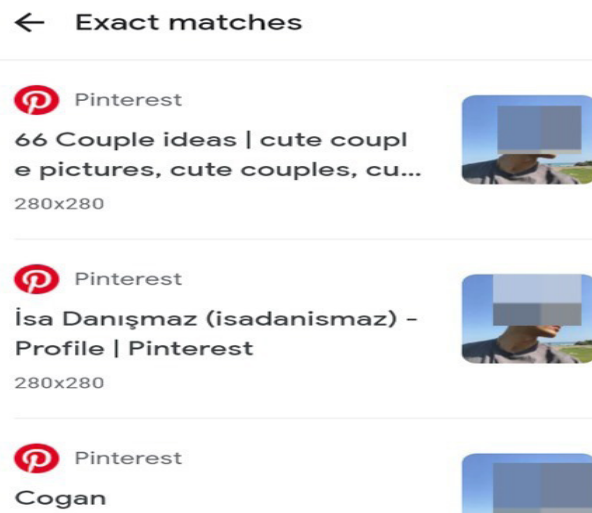 Exact matches
Pinterest
66 Couple ideas | cute coupl
e pictures, cute couples, cu...
280x280
Pinterest
İsa Danışmaz (isadanismaz) -
Profile | Pinterest
280x280
Pinterest
Cogan